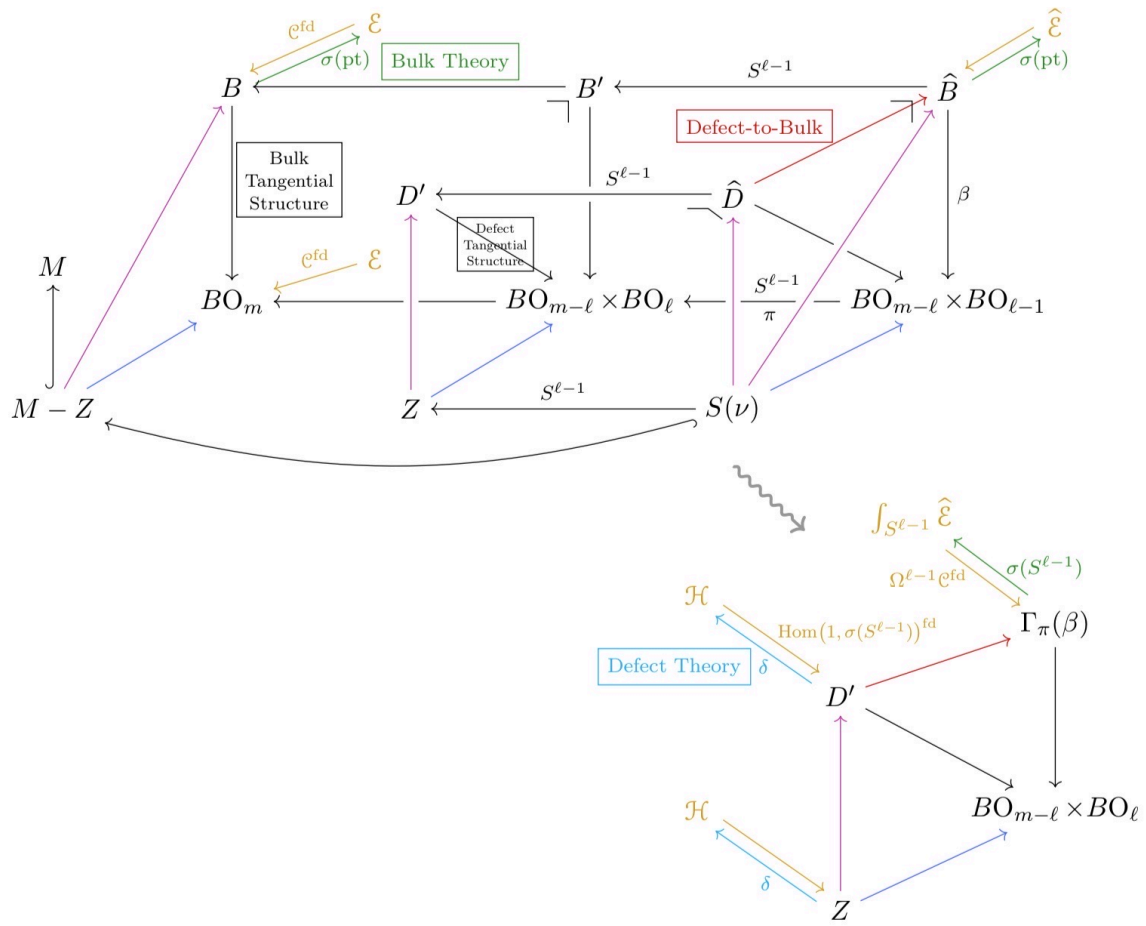 𝒞^fd ℰ ℰ̂
σ(pt) Bulk Theory σ(pt)
B B′ S^{ℓ−1} B̂
Defect-to-Bulk
Bulk
Tangential
Structure
D′ S^{ℓ−1} D̂ β
Defect
Tangential
Structure
M 𝒞^fd ℰ
BO_m BO_{m−ℓ} × BO_ℓ S^{ℓ−1} π BO_{m−ℓ} × BO_{ℓ−1}
M − Z Z S^{ℓ−1} S(ν)
∫_{S^{ℓ−1}} ℰ̂
Ω^{ℓ−1}𝒞^fd σ(S^{ℓ−1})
ℋ Hom(1, σ(S^{ℓ−1}))^fd Γ_π(β)
Defect Theory δ
D′
ℋ BO_{m−ℓ} × BO_ℓ
δ
Z